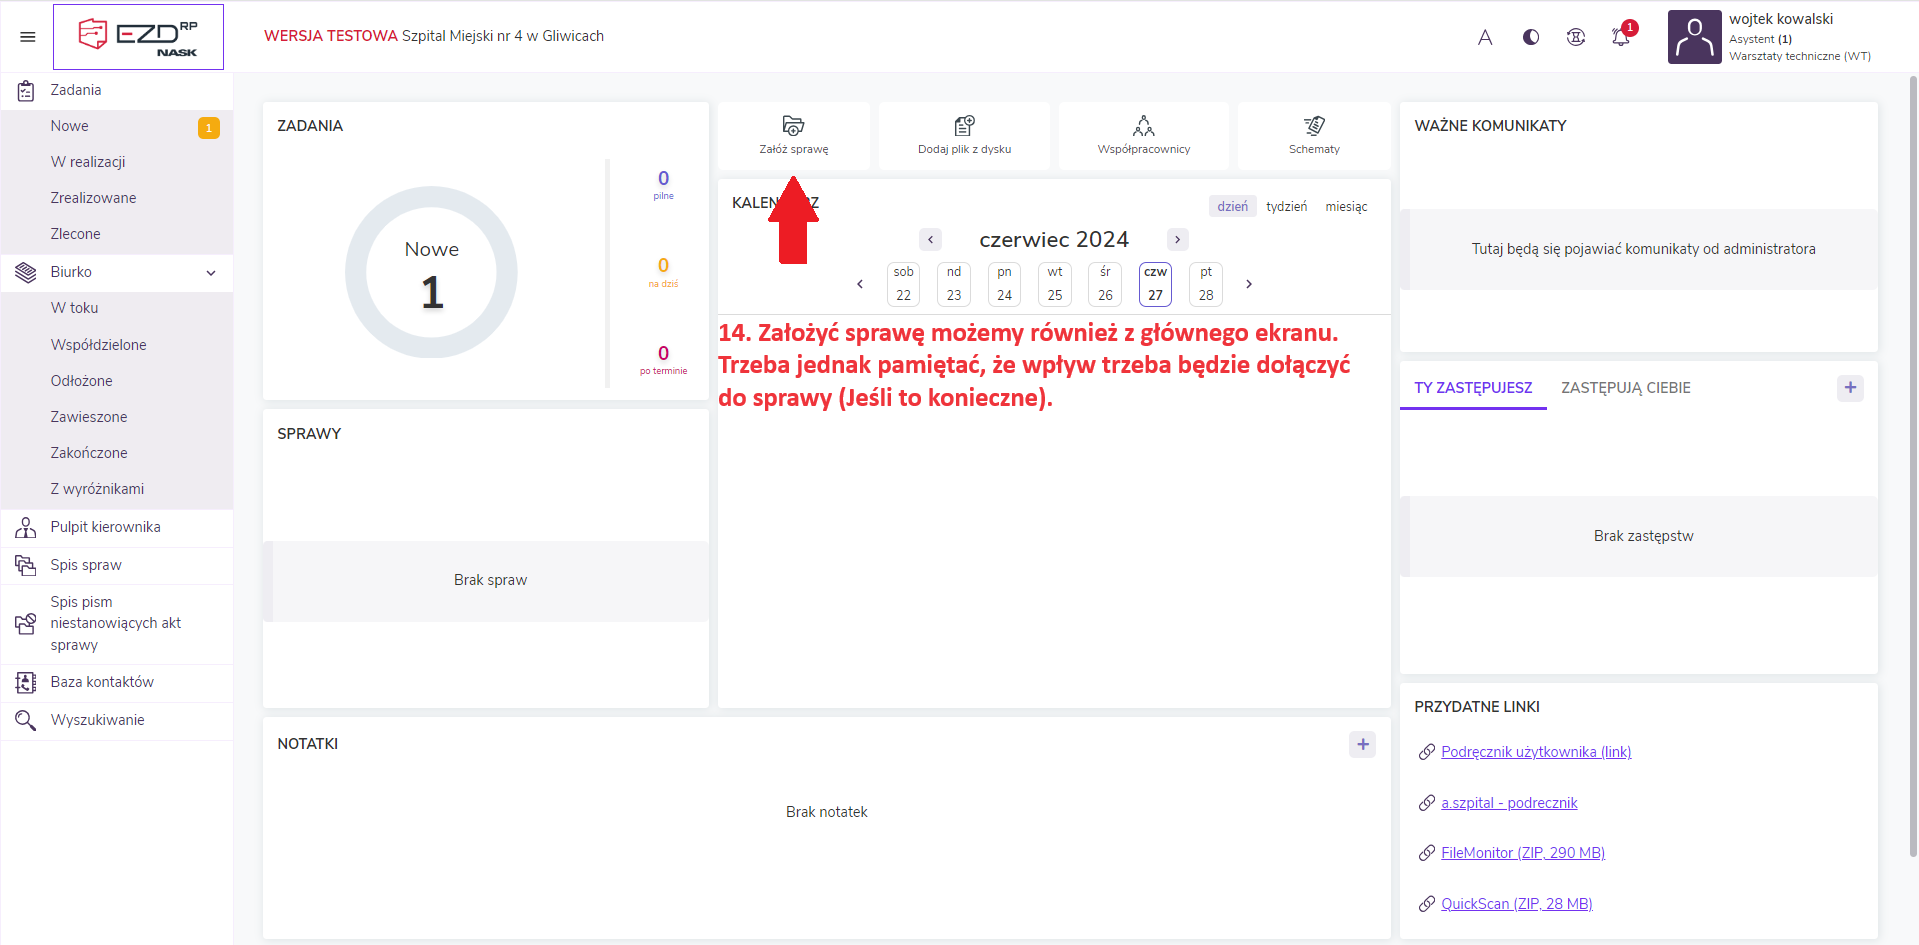 EZD RP
NASK
WERSJA TESTOWA Szpital Miejski nr 4 w Gliwicach
A
1
wojtek kowalski
Asystent (1)
Warsztaty techniczne (WT)
Zadania
Nowe 1
W realizacji
Zrealizowane
Zlecone
Biurko
W toku
Współdzielone
Odłożone
Zawieszone
Zakończone
Z wyróżnikami
Pulpit kierownika
Spis spraw
Spis pism
niestanowiących akt
sprawy
Baza kontaktów
Wyszukiwanie
ZADANIA
Nowe
1
0
pilne
0
na dziś
0
po terminie
SPRAWY
Brak spraw
Załóż sprawę
Dodaj plik z dysku
Współpracownicy
Schematy
dzień tydzień miesiąc
czerwiec 2024
sob nd pn wt śr czw pt
22 23 24 25 26 27 28
14. Założyć sprawę możemy również z głównego ekranu.
Trzeba jednak pamiętać, że wpływ trzeba będzie dołączyć
do sprawy (Jeśli to konieczne).
NOTATKI
+
Brak notatek
WAŻNE KOMUNIKATY
Tutaj będą się pojawiać komunikaty od administratora
TY ZASTĘPUJESZ ZASTĘPUJĄ CIEBIE +
Brak zastępstw
PRZYDATNE LINKI
Podręcznik użytkownika (link)
a.szpital - podrecznik
FileMonitor (ZIP, 290 MB)
QuickScan (ZIP, 28 MB)